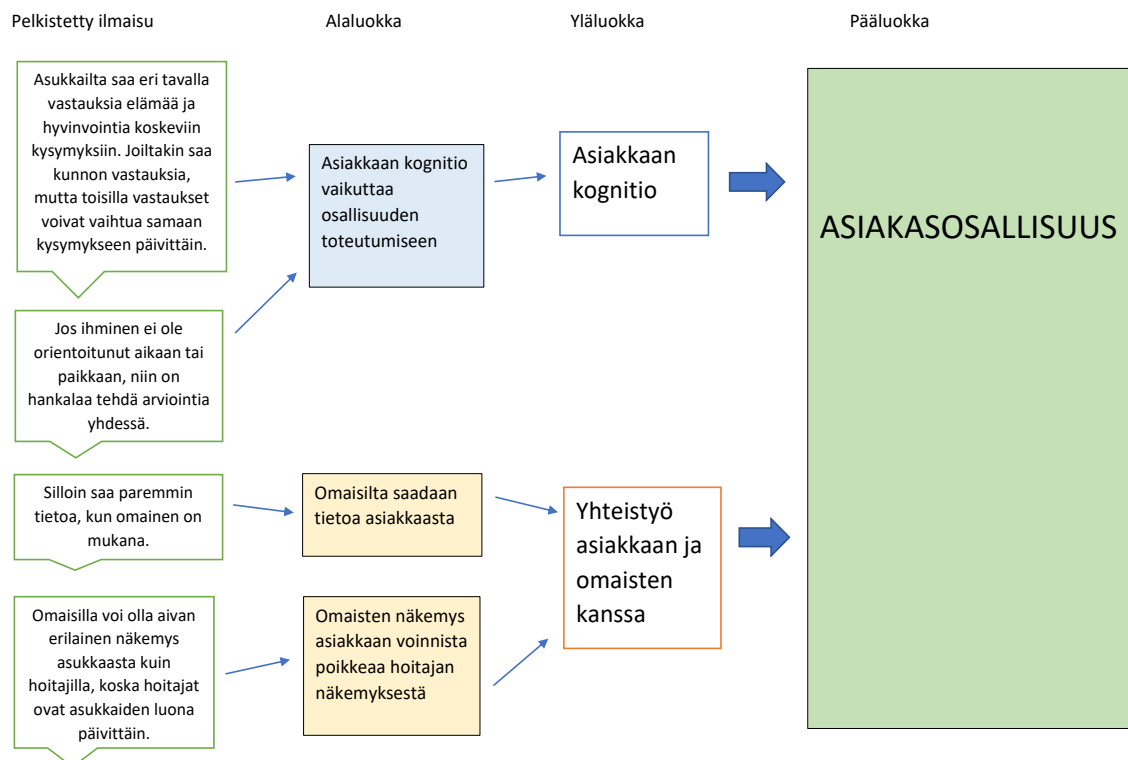 Pelkistetty ilmaisu
Alaluokka
Yläluokka
Pääluokka
Asukkailta saa eri tavalla
vastauksia elämää ja
hyvinvointia koskeviin
kysymyksiin. Joiltakin saa
kunnon vastauksia,
mutta toisilla vastaukset
voivat vaihtua samaan
kysymykseen päivittäin.
Jos ihminen ei ole
orientoitunut aikaan tai
paikkaan, niin on
hankalaa tehdä arviointia
yhdessä.
Asiakkaan kognitio
vaikuttaa
osallisuuden
toteutumiseen
Asiakkaan
kognitio
ASIAKASOSALLISUUS
Silloin saa paremmin
tietoa, kun omainen on
mukana.
Omaisilta saadaan
tietoa asiakkaasta
Omaisilla voi olla aivan
erilainen näkemys
asukkaasta kuin
hoitajilla, koska hoitajat
ovat asukkaiden luona
päivittäin.
Omaisten näkemys
asiakkaan voinnista
poikkeaa hoitajan
näkemyksestä
Yhteistyö
asiakkaan ja
omaisten
kanssa